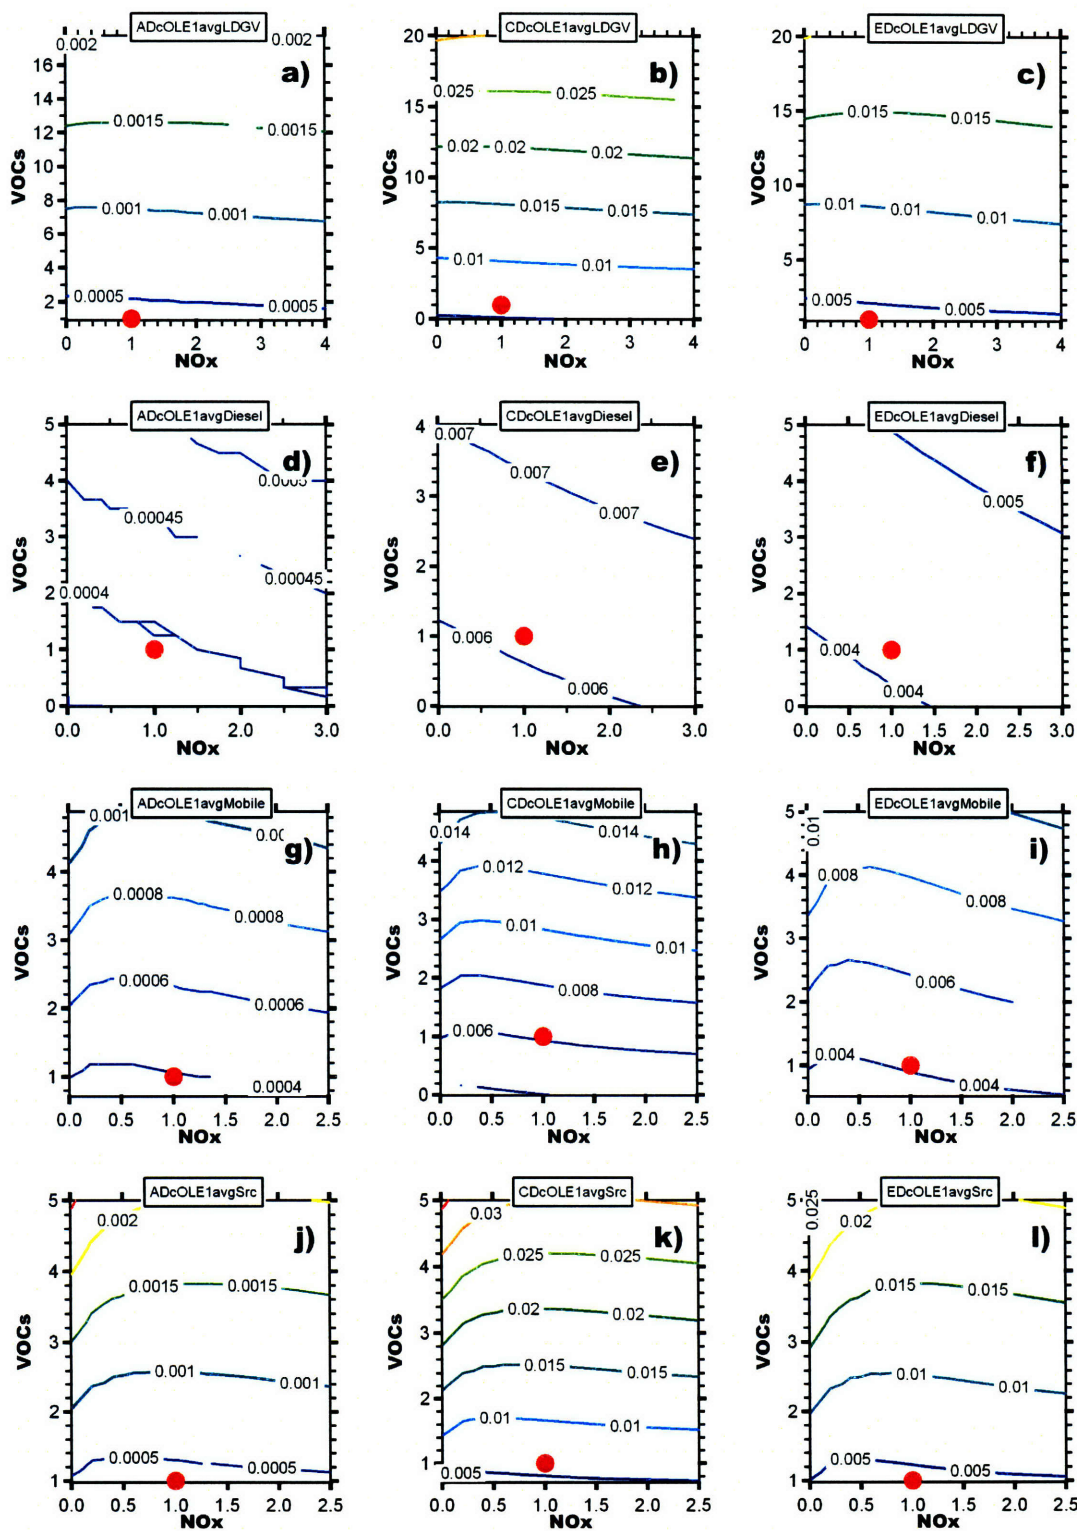 ADcOLE1avgLDGV
0.002 0.002
a)
0.0015 0.0015
0.001 0.001
0.0005 0.0005
16
14
12
10
8
6
4
2
VOCs
0 1 2 3 4
NOx
CDcOLE1avgLDGV
b)
0.025 0.025
0.02 0.02 0.02
0.015 0.015
0.01 0.01
20
15
10
5
0
VOCs
0 1 2 3 4
NOx
EDcOLE1avgLDGV
c)
0.015 0.015
0.01 0.01 0.01
0.005 0.005
20
15
10
5
VOCs
0 1 2 3 4
NOx
ADcOLE1avgDiesel
d)
0.0005
0.00045
0.00045
0.0004
5
4
3
2
1
0
VOCs
0.0 1.0 2.0 3.0
NOx
CDcOLE1avgDiesel
e)
0.007
0.007
0.007
0.006
0.006
4
3
2
1
0
VOCs
0.0 1.0 2.0 3.0
NOx
EDcOLE1avgDiesel
f)
0.005
0.004
0.004
5
4
3
2
1
0
VOCs
0.0 0.5 1.0 1.5 2.0 2.5 3.0
NOx
ADcOLE1avgMobile
g)
0.001
0.0008 0.0008
0.0006 0.0006
0.0004
4
3
2
1
VOCs
0.0 0.5 1.0 1.5 2.0 2.5
NOx
CDcOLE1avgMobile
h)
0.014 0.014
0.012 0.012
0.01 0.01
0.008
0.006
4
3
2
1
0
VOCs
0.0 0.5 1.0 1.5 2.0 2.5
NOx
EDcOLE1avgMobile
i)
0.01
0.008 0.008
0.006
0.004 0.004
5
4
3
2
1
VOCs
0.0 0.5 1.0 1.5 2.0 2.5
NOx
ADcOLE1avgSrc
j)
0.002
0.0015 0.0015
0.001 0.001
0.0005 0.0005
5
4
3
2
1
VOCs
0.0 0.5 1.0 1.5 2.0 2.5
NOx
CDcOLE1avgSrc
k)
0.03
0.025 0.025
0.02 0.02
0.015 0.015
0.01 0.01
0.005
5
4
3
2
1
VOCs
0.0 0.5 1.0 1.5 2.0 2.5
NOx
EDcOLE1avgSrc
l)
0.025
0.02
0.015 0.015
0.01 0.01
0.005 0.005
5
4
3
2
1
VOCs
0.0 0.5 1.0 1.5 2.0 2.5
NOx